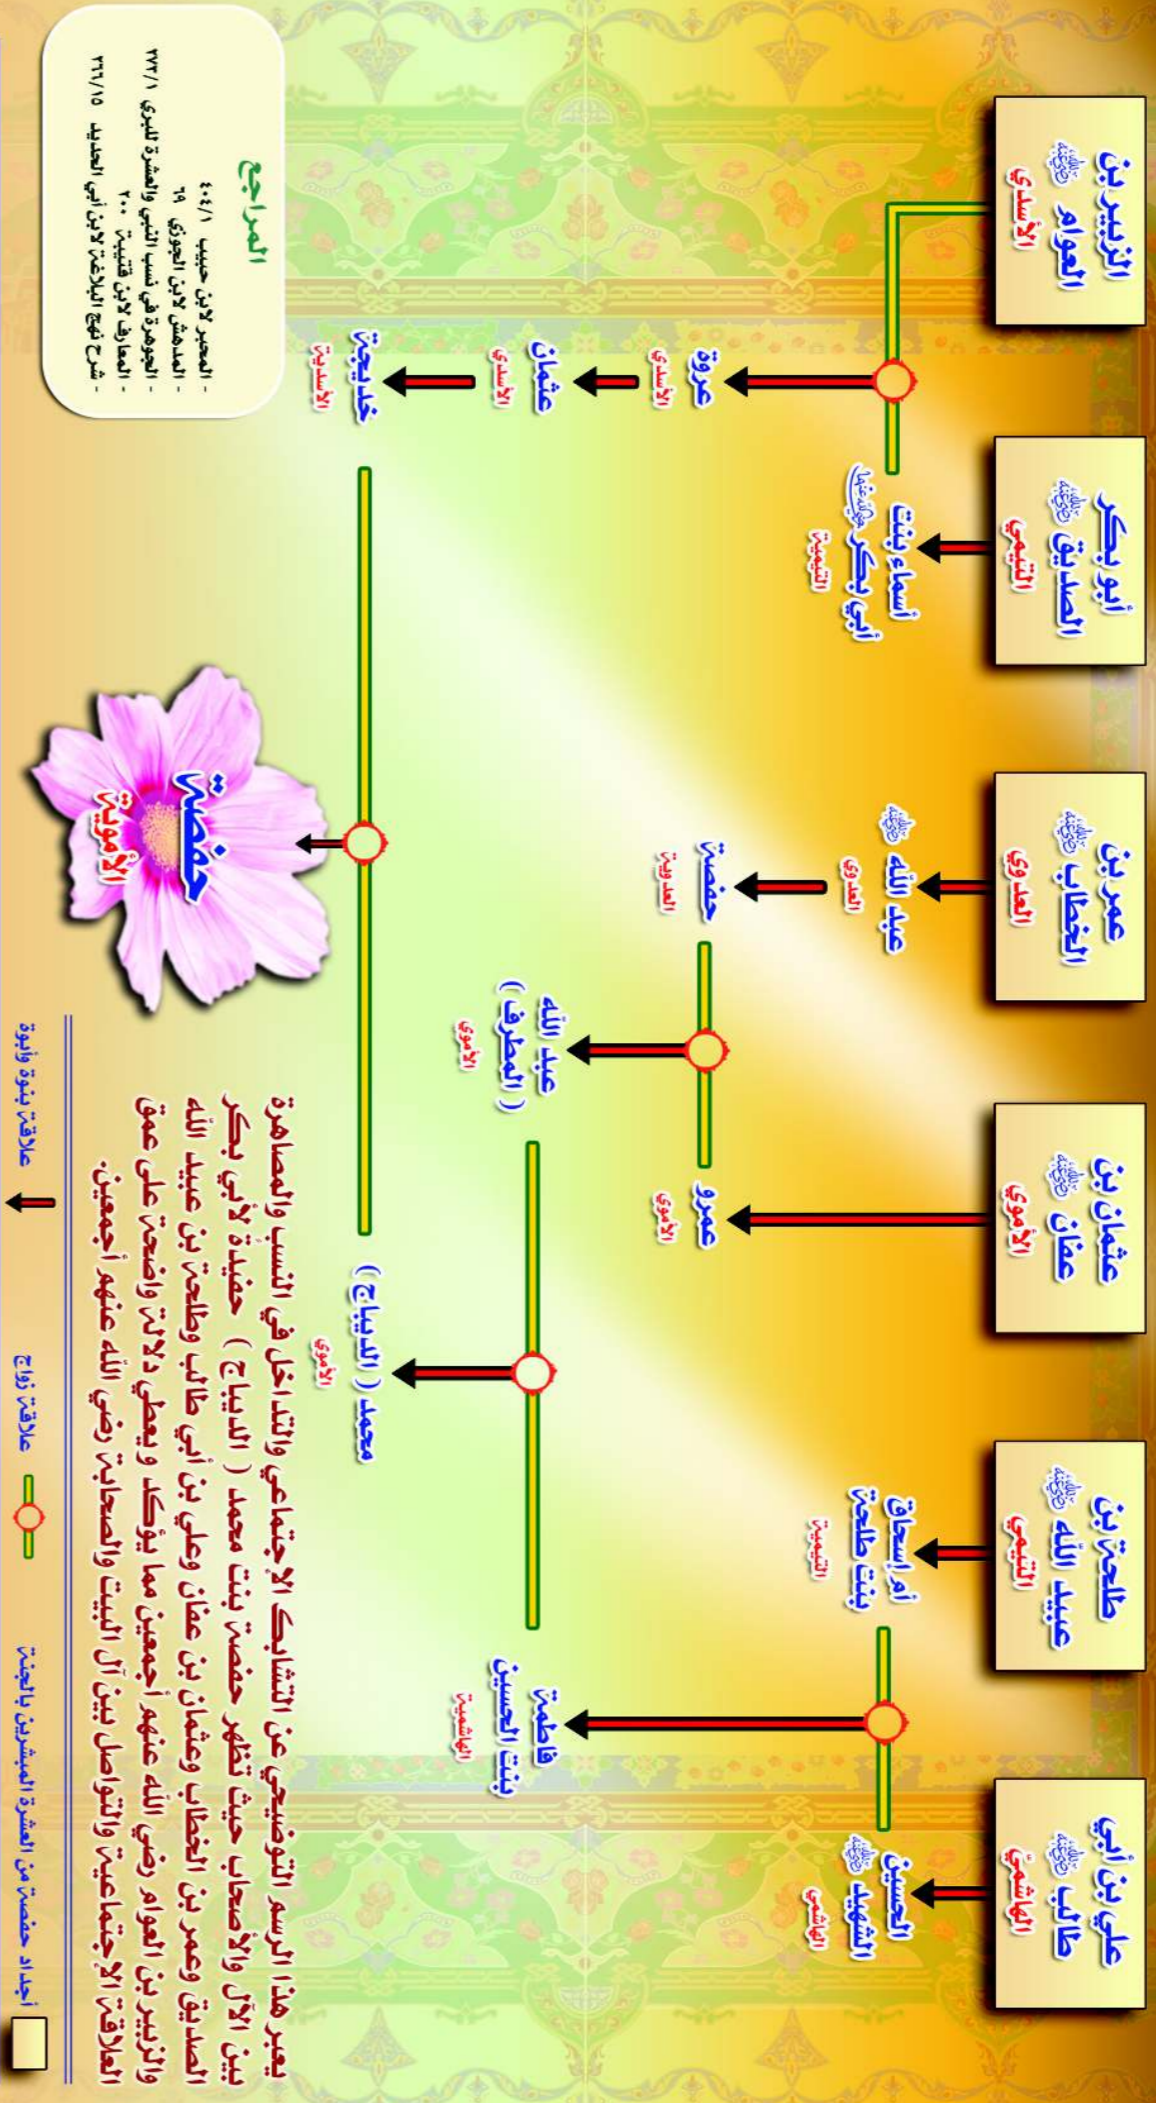 علي بن أبي
طالب رضي الله عنه
الهاشمي
طلحة بن
عبيد الله رضي الله عنه
التيمي
عثمان بن
عفان رضي الله عنه
الأموي
عمر بن
الخطاب رضي الله عنه
العدوي
أبو بكر
الصديق رضي الله عنه
التيمي
الزبير بن
العوام رضي الله عنه
الأسدي
الحسين
الشهيد رضي الله عنه
الهاشمي
أم إسحاق
بنت طلحة
التيمية
عبد الله رضي الله عنه
العدوي
أسماء بنت
أبي بكر رضي الله عنهما
التيمية
عمرو
الأموي
حفصة
العدوية
عروة
الأسدي
فاطمة
بنت الحسين
الهاشمية
عبد الله
( المطرف )
الأموي
عثمان
الأسدي
محمد ( الديباج )
الأموي
خديجة
الأسدية
حفصة
الأموية
يعبر هذا الرسم التوضيحي عن التشابك الإجتماعي والتداخل في النسب والمصاهرة
بين الآل والأصحاب حيث تظهر حفصة بنت محمد ( الديباج ) حفيدة لأبي بكر
الصديق وعمر بن الخطاب وعثمان بن عفان وعلي بن أبي طالب وطلحة بن عبيد الله
والزبير بن العوام رضي الله عنهم أجمعين مما يؤكد ويعطي دلالة واضحة على عمق
العلاقة الإجتماعية والتواصل بين آل البيت والصحابة رضي الله عنهم أجمعين.
المراجع
- المحبر لابن حبيب ٤٠٤/١
- المدهش لابن الجوزي ٦٩
- الجوهرة في نسب النبي والعشرة للبري ٢٧٣/١
- المعارف لابن قتيبة ٢٠٠
- شرح نهج البلاغة لابن أبي الحديد ٢٦٦/١٥
أجداد حفصة من العشرة المبشرين بالجنة
علاقة زواج
علاقة بنوة وأبوة